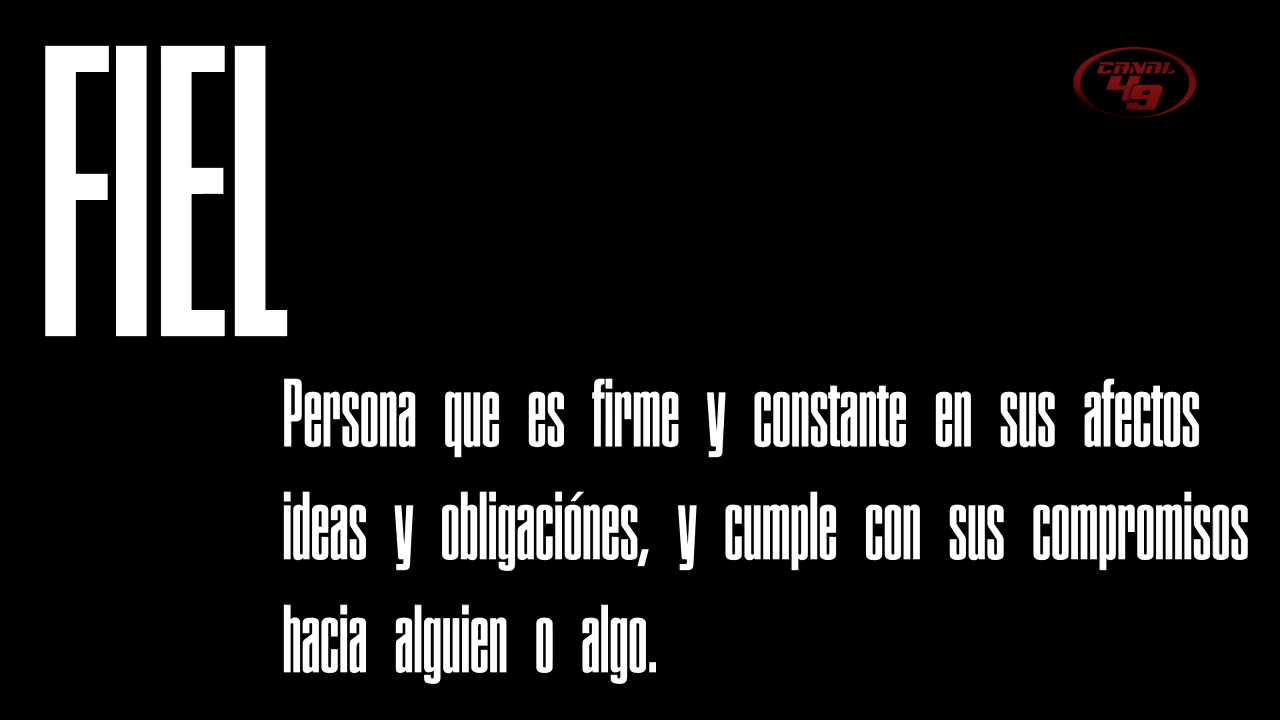 FIEL
CANAL
49
Persona que es firme y constante en sus afectos
ideas y obligaciónes, y cumple con sus compromisos
hacia alguien o algo.